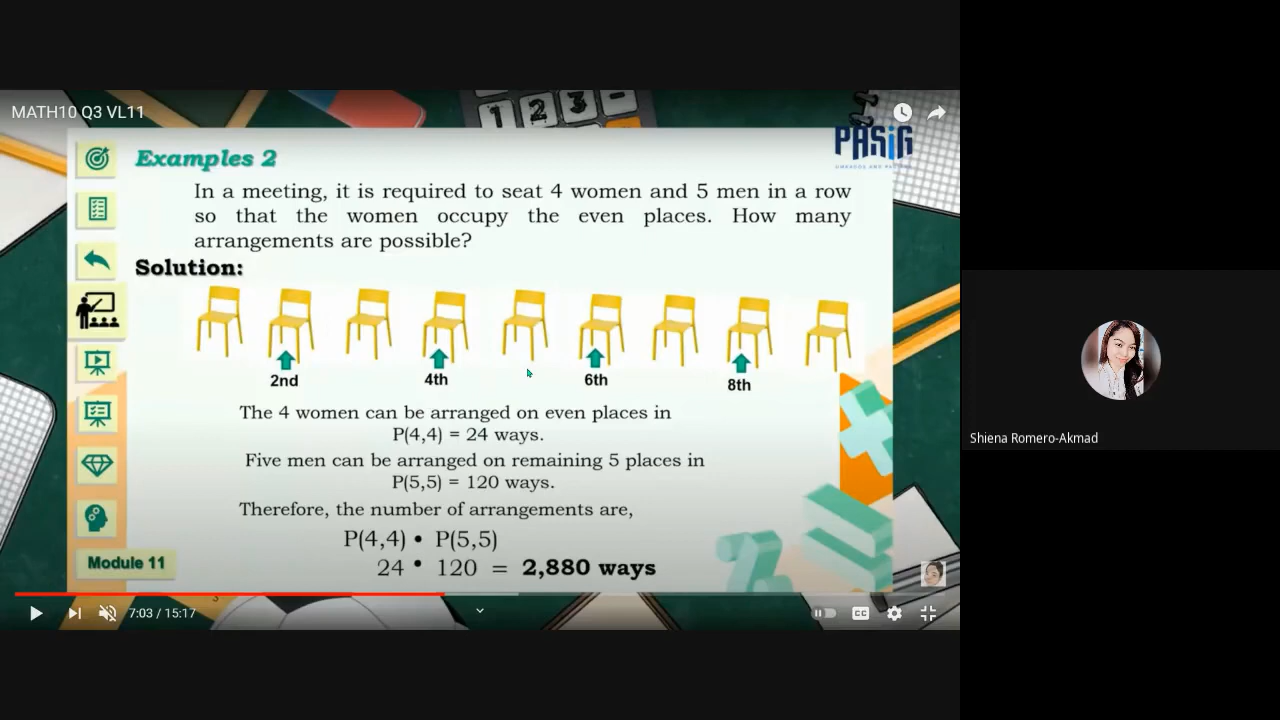 MATH10 Q3 VL11
1 2 3 −
PASiG
Examples 2
In a meeting, it is required to seat 4 women and 5 men in a row
so that the women occupy the even places. How many
arrangements are possible?
Solution:
2nd 4th 6th 8th
The 4 women can be arranged on even places in
P(4,4) = 24 ways.
Five men can be arranged on remaining 5 places in
P(5,5) = 120 ways.
Therefore, the number of arrangements are,
P(4,4) • P(5,5)
24 • 120 = 2,880 ways
Module 11
7:03 / 15:17
CC
Shiena Romero-Akmad